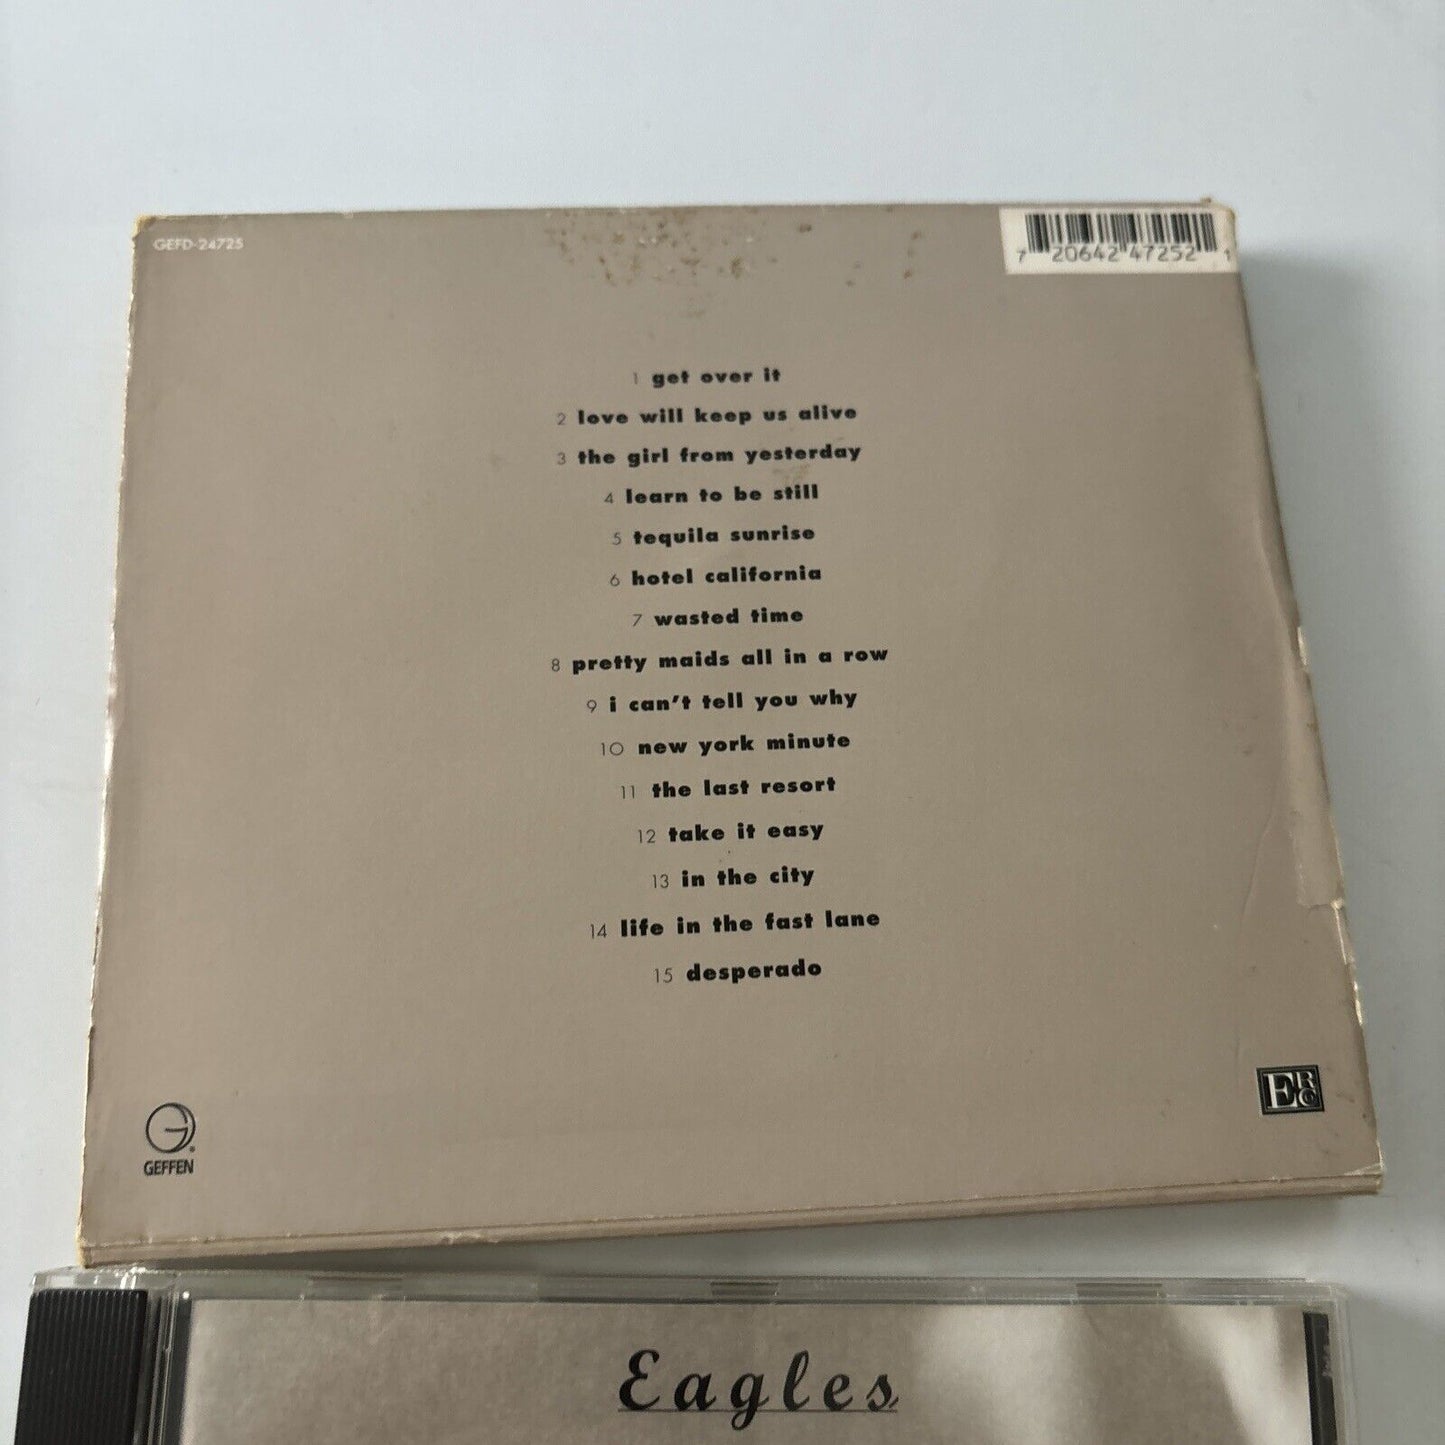 GEFD-24725
7 20642 47252 1
1 get over it
2 love will keep us alive
3 the girl from yesterday
4 learn to be still
5 tequila sunrise
6 hotel california
7 wasted time
8 pretty maids all in a row
9 i can't tell you why
10 new york minute
11 the last resort
12 take it easy
13 in the city
14 life in the fast lane
15 desperado
ERC
GEFFEN
Eagles